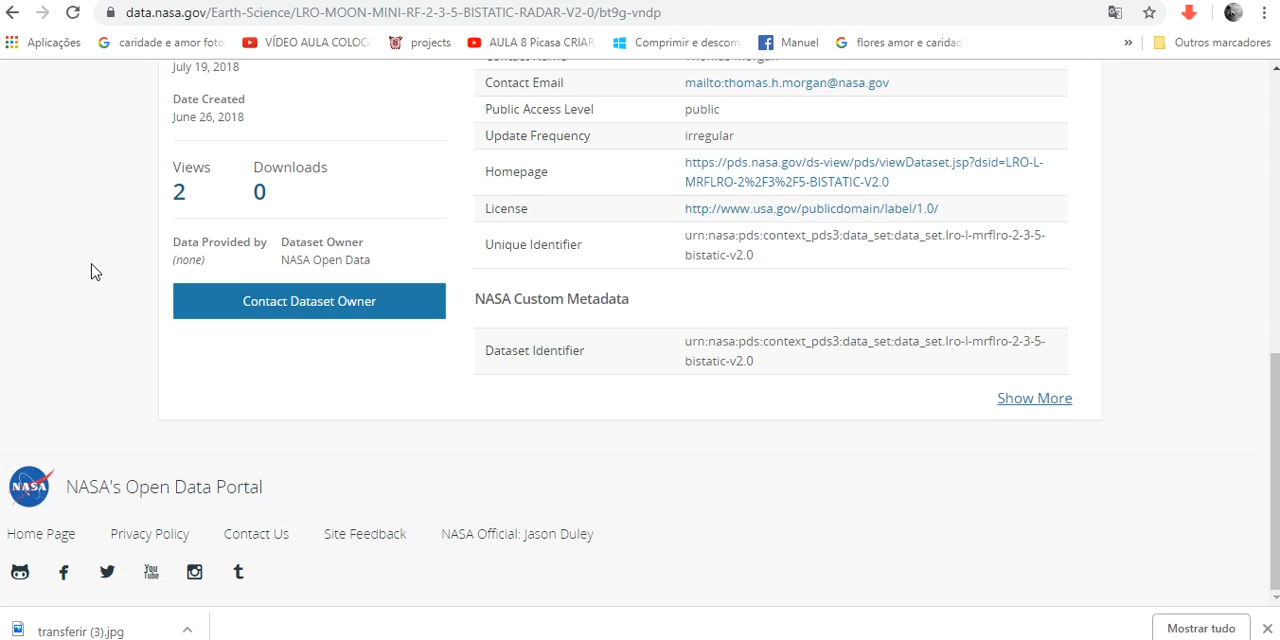 data.nasa.gov/Earth-Science/LRO-MOON-MINI-RF-2-3-5-BISTATIC-RADAR-V2-0/bt9g-vndp
Aplicações caridade e amor foto VÍDEO AULA COLOCA projects AULA 8 Picasa CRIAR Comprimir e descom Manuel flores amor e caridad » Outros marcadores
July 19, 2018
Date Created
June 26, 2018
Views Downloads
2 0
Data Provided by Dataset Owner
(none) NASA Open Data
Contact Dataset Owner
Contact Name Thomas Morgan
Contact Email mailto:thomas.h.morgan@nasa.gov
Public Access Level public
Update Frequency irregular
Homepage https://pds.nasa.gov/ds-view/pds/viewDataset.jsp?dsid=LRO-L-
MRFLRO-2%2F3%2F5-BISTATIC-V2.0
License http://www.usa.gov/publicdomain/label/1.0/
Unique Identifier urn:nasa:pds:context_pds3:data_set:data_set.lro-l-mrflro-2-3-5-
bistatic-v2.0
NASA Custom Metadata
Dataset Identifier urn:nasa:pds:context_pds3:data_set:data_set.lro-l-mrflro-2-3-5-
bistatic-v2.0
Show More
NASA NASA's Open Data Portal
Home Page Privacy Policy Contact Us Site Feedback NASA Official: Jason Duley
You Tube
transferir (3).jpg Mostrar tudo